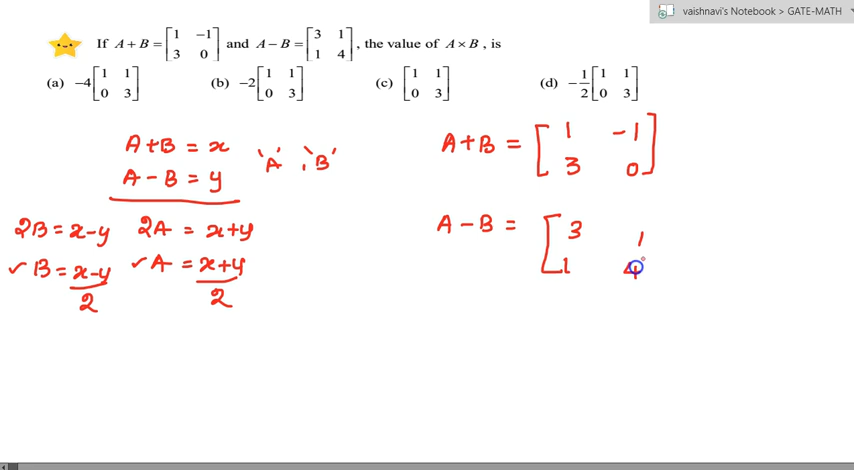 vaishnavi's Notebook > GATE-MATH
If A + B = [1 −1; 3 0] and A − B = [3 1; 1 4], the value of A × B, is
(a) −4[1 1; 0 3] (b) −2[1 1; 0 3] (c) [1 1; 0 3] (d) −1/2[1 1; 0 3]
A+B = x
A − B = y
'A' , 'B'
2B = x−y 2A = x+y
✓ B = x−y/2 ✓ A = x+y/2
A+B = [1 −1; 3 0]
A − B = [3 1; 1 4